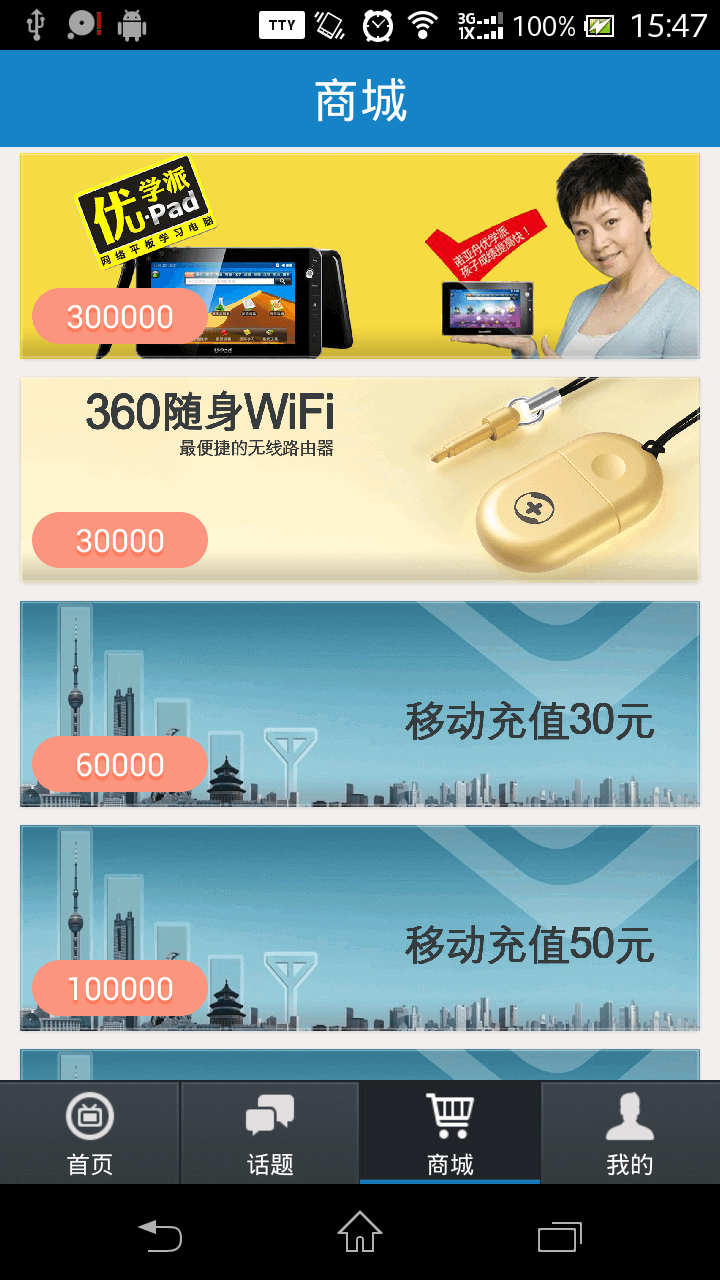 TTY
3G
1X
100%
15:47
商城
优学派
U·Pad
网络平板学习电脑
诺亚舟优学派
孩子成绩提高快！
300000
360随身WiFi
最便捷的无线路由器
30000
移动充值30元
60000
移动充值50元
100000
首页
话题
商城
我的